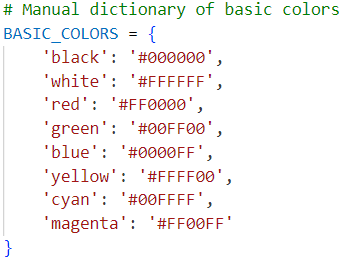 # Manual dictionary of basic colors
BASIC_COLORS = {
    'black': '#000000',
    'white': '#FFFFFF',
    'red': '#FF0000',
    'green': '#00FF00',
    'blue': '#0000FF',
    'yellow': '#FFFF00',
    'cyan': '#00FFFF',
    'magenta': '#FF00FF'
}